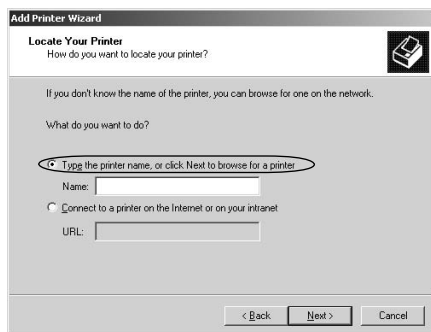 Add Printer Wizard
Locate Your Printer
How do you want to locate your printer?
If you don't know the name of the printer, you can browse for one on the network.
What do you want to do?
Type the printer name, or click Next to browse for a printer
Name:
Connect to a printer on the Internet or on your intranet
URL:
< Back Next > Cancel